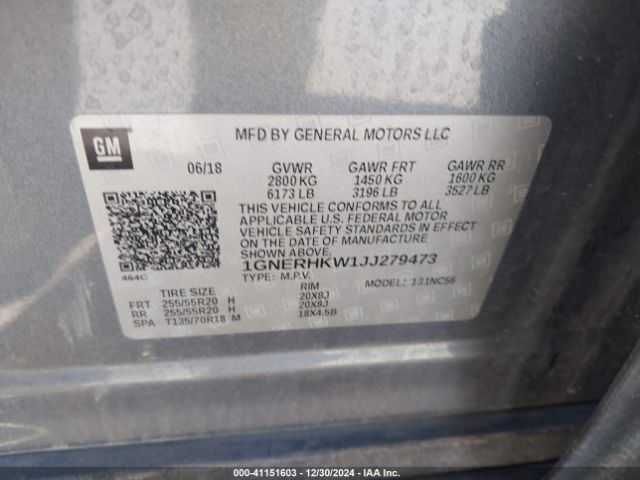 GM
MFD BY GENERAL MOTORS LLC
06/18 GVWR GAWR FRT GAWR RR
2800 KG 1450 KG 1600 KG
6173 LB 3196 LB 3527 LB
THIS VEHICLE CONFORMS TO ALL
APPLICABLE U.S. FEDERAL MOTOR
VEHICLE SAFETY STANDARDS IN
EFFECT ON THE DATE OF MANUFACTURE
SHOWN ABOVE.
464C 1GNERHKW1JJ279473
TYPE: M.P.V. MODEL: 131NC56
TIRE SIZE RIM
FRT 255/55R20 H 20X8J
RR 255/55R20 H 20X8J
SPA T135/70R18 M 18X4.5B
000-41151603 - 12/30/2024 - IAA Inc.